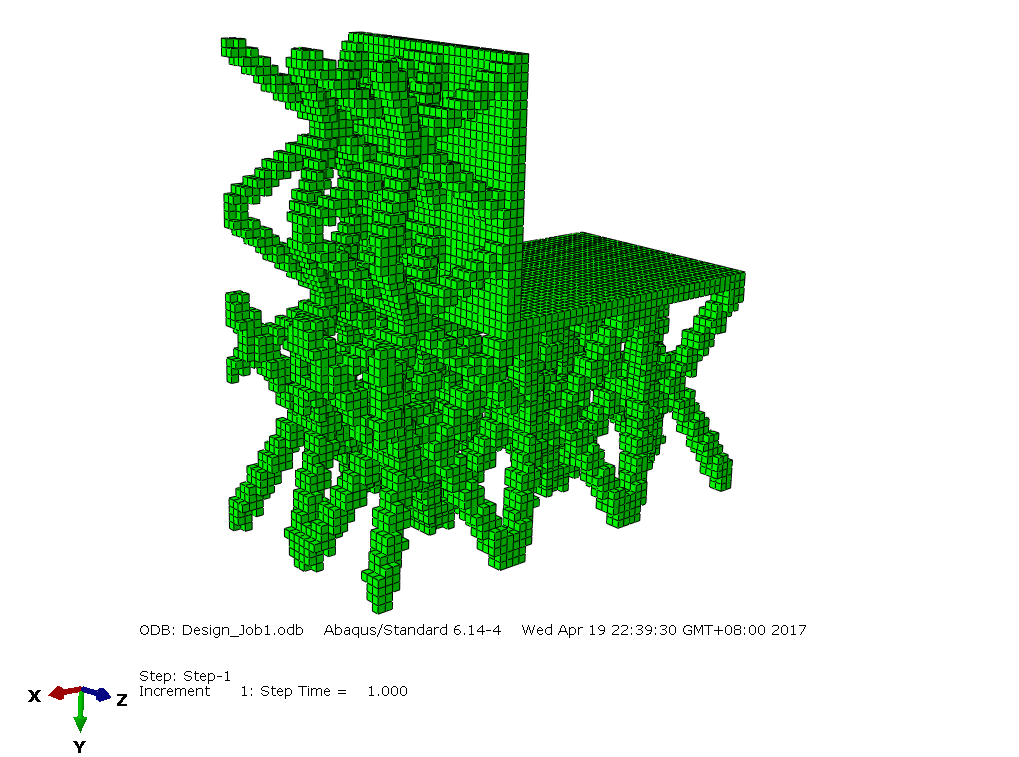 ODB: Design_Job1.odb    Abaqus/Standard 6.14-4    Wed Apr 19 22:39:30 GMT+08:00 2017
Step: Step-1
Increment      1: Step Time =    1.000
X
Z
Y